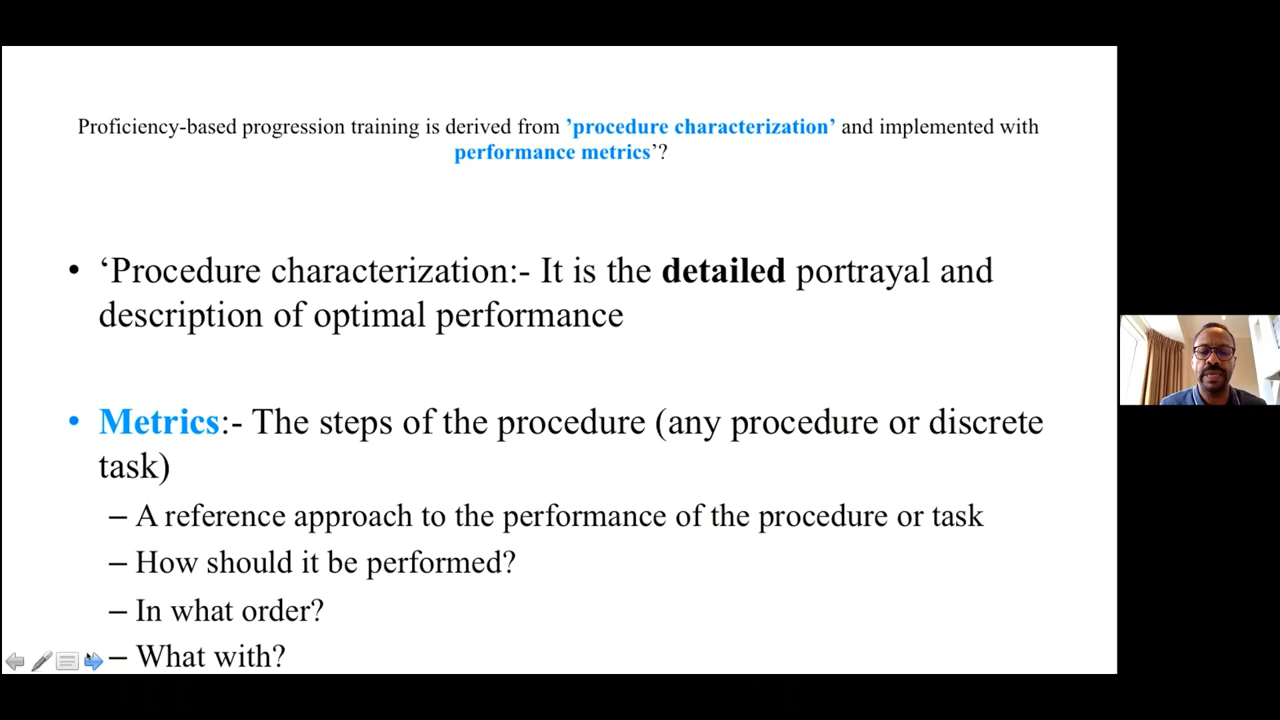 Proficiency-based progression training is derived from ’procedure characterization’ and implemented with
performance metrics’?
• ‘Procedure characterization:- It is the detailed portrayal and
description of optimal performance
• Metrics:- The steps of the procedure (any procedure or discrete
task)
– A reference approach to the performance of the procedure or task
– How should it be performed?
– In what order?
– What with?